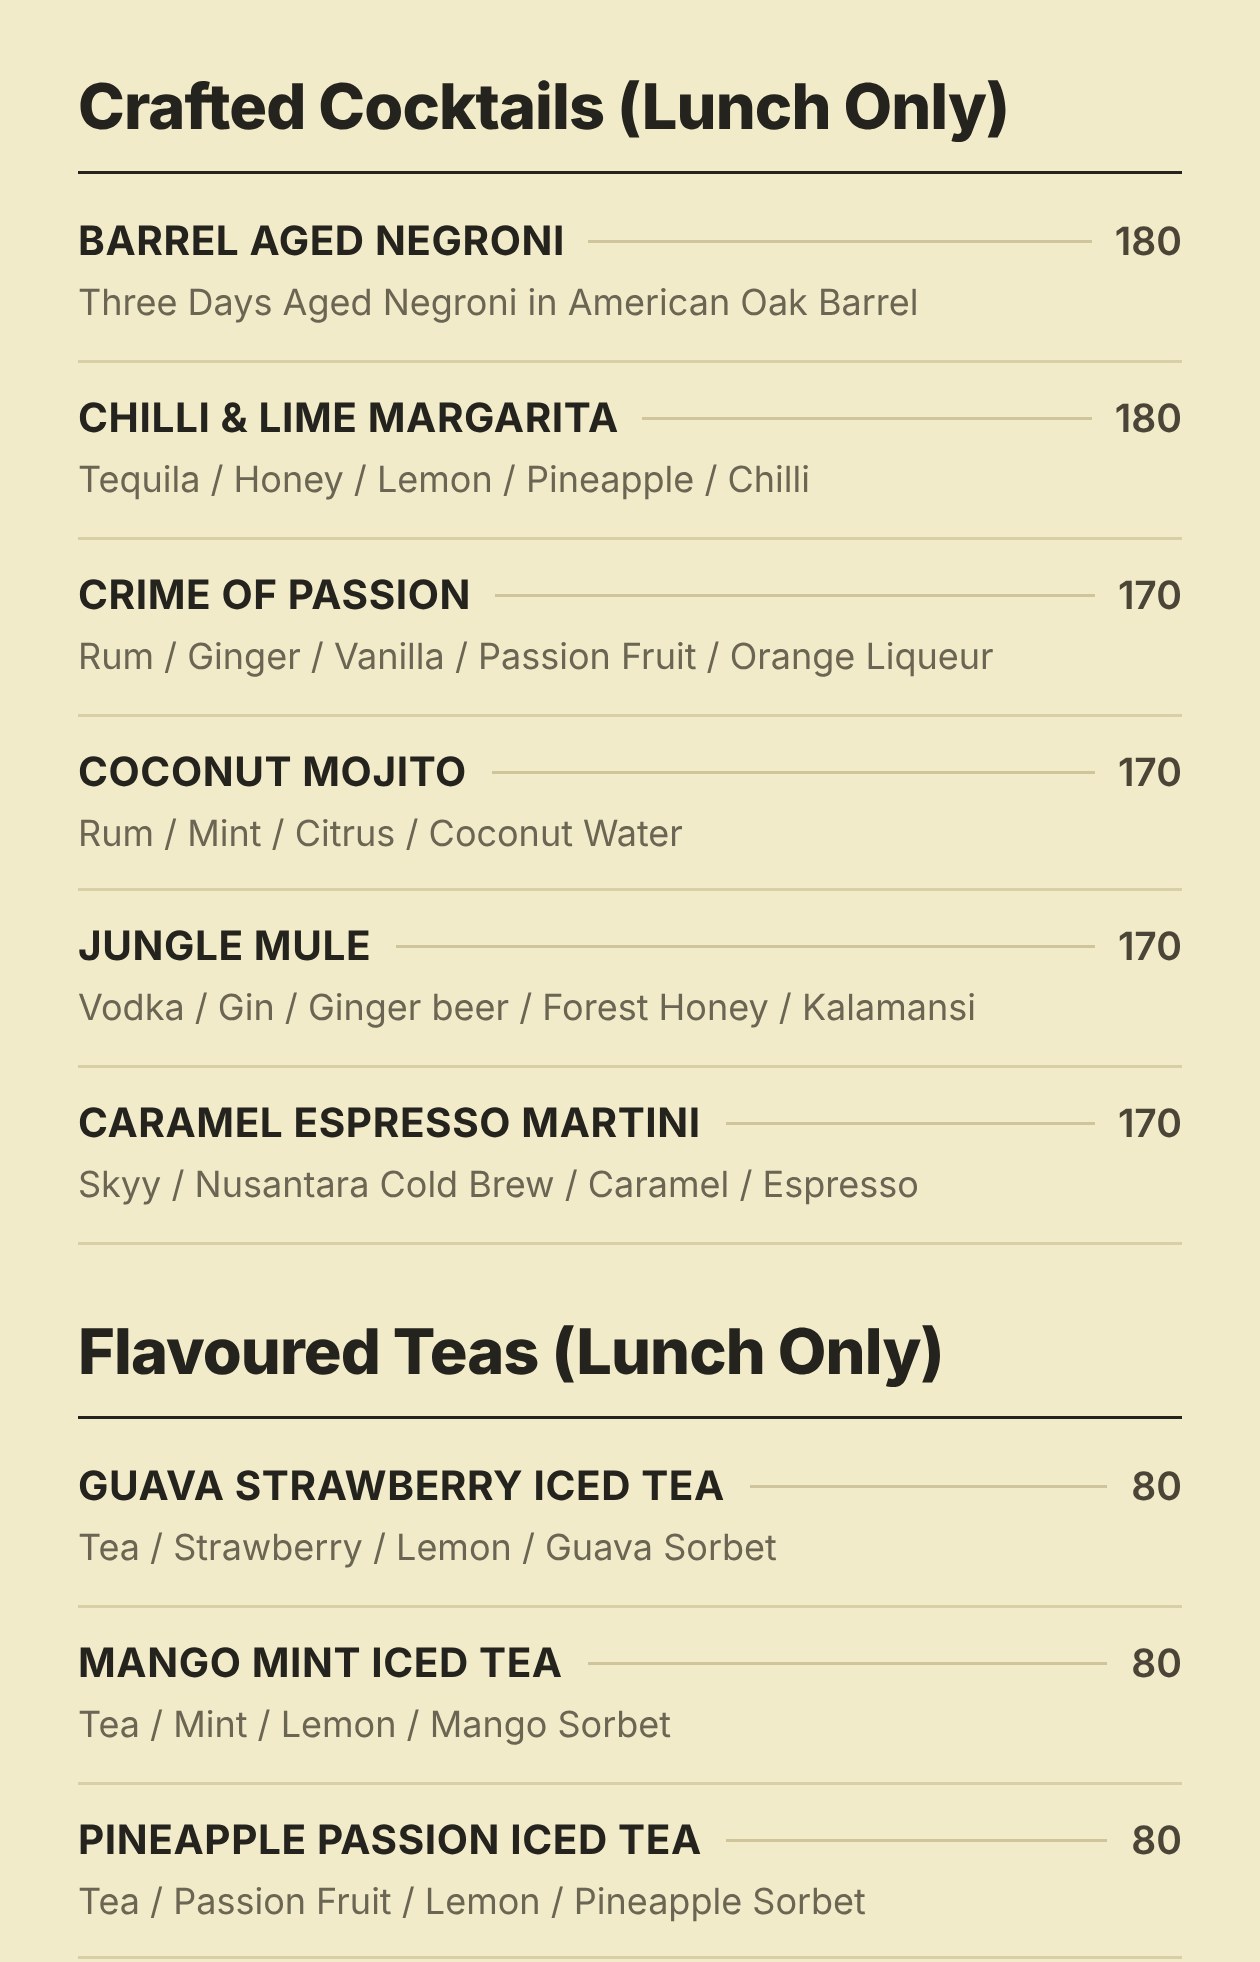 Crafted Cocktails (Lunch Only)
BARREL AGED NEGRONI 180
Three Days Aged Negroni in American Oak Barrel
CHILLI & LIME MARGARITA 180
Tequila / Honey / Lemon / Pineapple / Chilli
CRIME OF PASSION 170
Rum / Ginger / Vanilla / Passion Fruit / Orange Liqueur
COCONUT MOJITO 170
Rum / Mint / Citrus / Coconut Water
JUNGLE MULE 170
Vodka / Gin / Ginger beer / Forest Honey / Kalamansi
CARAMEL ESPRESSO MARTINI 170
Skyy / Nusantara Cold Brew / Caramel / Espresso
Flavoured Teas (Lunch Only)
GUAVA STRAWBERRY ICED TEA 80
Tea / Strawberry / Lemon / Guava Sorbet
MANGO MINT ICED TEA 80
Tea / Mint / Lemon / Mango Sorbet
PINEAPPLE PASSION ICED TEA 80
Tea / Passion Fruit / Lemon / Pineapple Sorbet